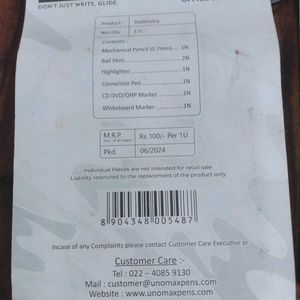 DON'T JUST WRITE, GLIDE
Product : Stationery
Net Qty. : 1 U
Contents :
Mechanical Pencil (0.7mm).....1N
Ball Pens ..... 2N
Highlighter ..... 1N
Correction Pen ..... 1N
CD DVD/OHP Marker ..... 1N
Whiteboard Marker ..... 1N
M.R.P. Rs.100/- Per 1U
(Incl. of all taxes)
Pkd. 06/2024
Individual Pieces are not intended for retail sale
Liability restricted to the replacement of the product only
8 904348 005487
Incase of any Complaints please contact Customer Care Executive at
Customer Care :-
Tel : 022 – 4085 9130
Mail : customer@unomaxpens.com
Website : www.unomaxpens.com